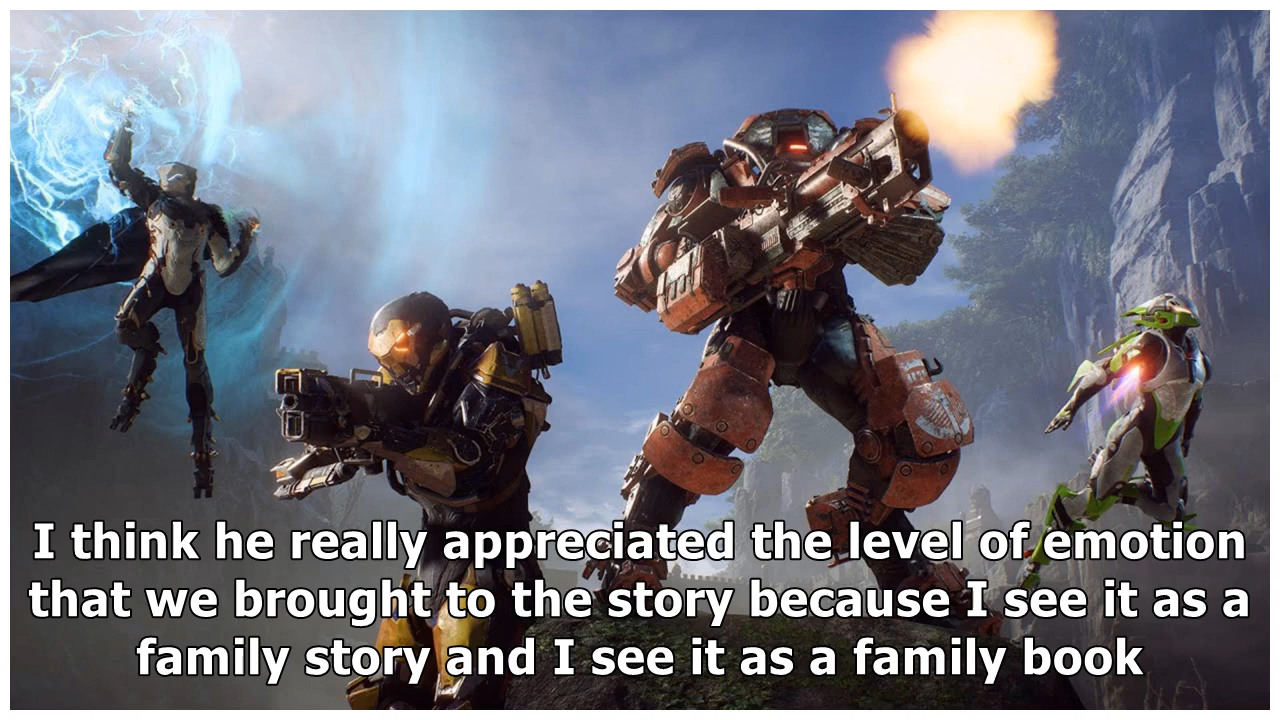 I think he really appreciated the level of emotion
that we brought to the story because I see it as a
family story and I see it as a family book